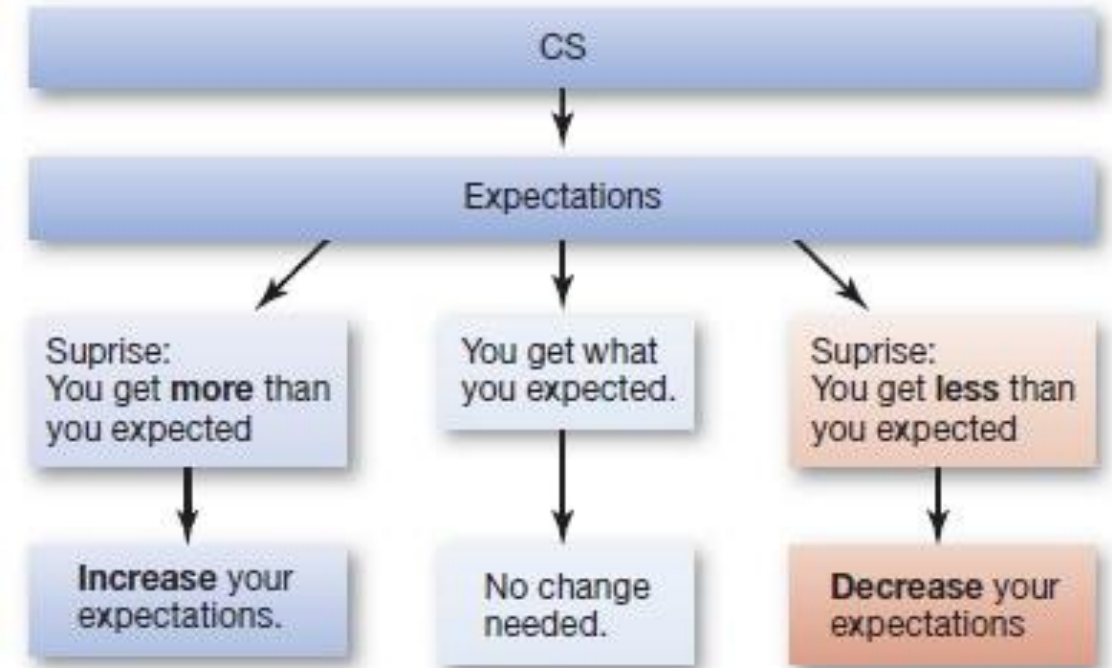 CS
Expectations
Suprise:
You get more than
you expected
You get what
you expected.
Suprise:
You get less than
you expected
Increase your
expectations.
No change
needed.
Decrease your
expectations